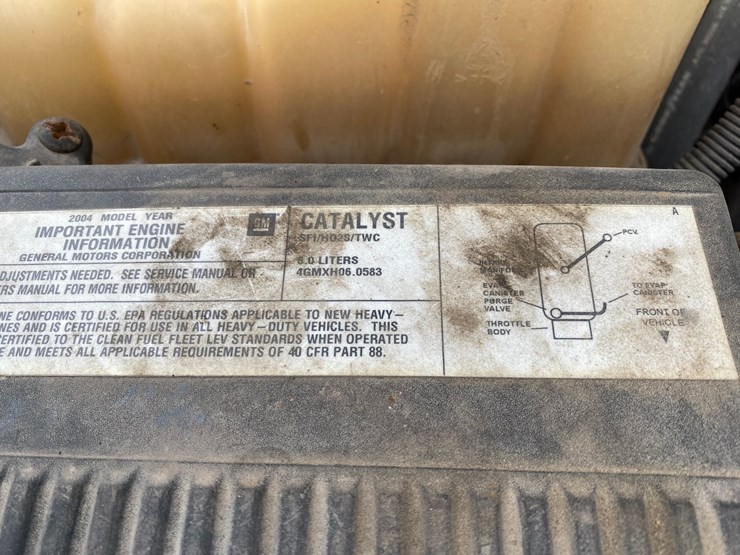 2004 MODEL YEAR
IMPORTANT ENGINE
INFORMATION
GENERAL MOTORS CORPORATION
GM
DJUSTMENTS NEEDED. SEE SERVICE MANUAL OR
ERS MANUAL FOR MORE INFORMATION.
CATALYST
SFI/HO2S/TWC
6.0 LITERS
4GMXH06.0583
NE CONFORMS TO U.S. EPA REGULATIONS APPLICABLE TO NEW HEAVY-
NES AND IS CERTIFIED FOR USE IN ALL HEAVY-DUTY VEHICLES. THIS
CERTIFIED TO THE CLEAN FUEL FLEET LEV STANDARDS WHEN OPERATED
E AND MEETS ALL APPLICABLE REQUIREMENTS OF 40 CFR PART 88.
A
PCV
INTAKE
MANIFOLD
EVAP
CANISTER
PURGE
VALVE
THROTTLE
BODY
TO EVAP
CANISTER
FRONT OF
VEHICLE